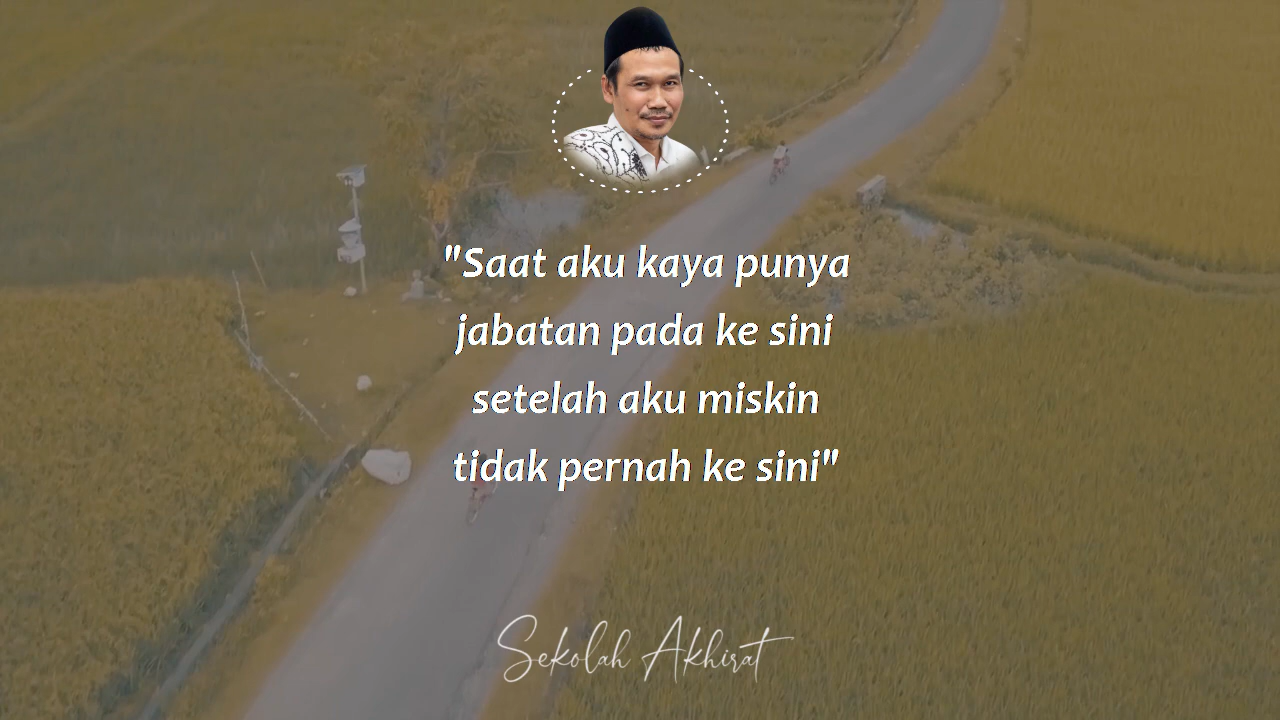 "Saat aku kaya punya
jabatan pada ke sini
setelah aku miskin
tidak pernah ke sini"
Sekolah Akhirat